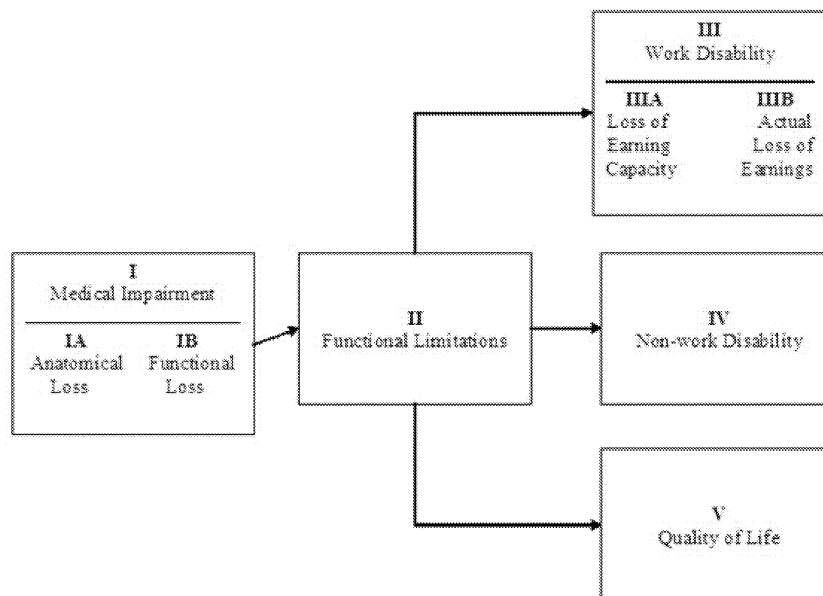 III
Work Disability
IIIA
Loss of
Earning
Capacity
IIIB
Actual
Loss of
Earnings
I
Medical Impairment
IA
Anatomical
Loss
IB
Functional
Loss
II
Functional Limitations
IV
Non-work Disability
V
Quality of Life